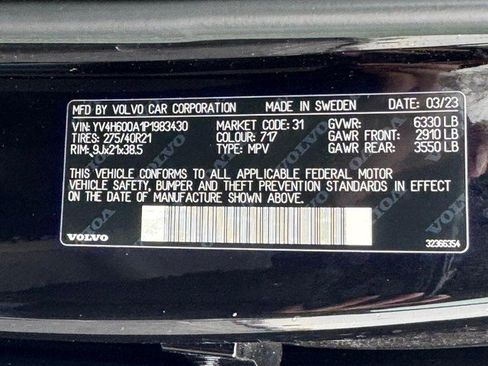 MFD BY VOLVO CAR CORPORATION MADE IN SWEDEN DATE: 03/23
VIN: YV4H600A1P1983430 MARKET CODE: 31 GVWR: 6330 LB
TIRES: 275/40R21 COLOUR: 717 GAWR FRONT: 2910 LB
RIM: 9Jx21x38.5 TYPE: MPV GAWR REAR: 3550 LB
THIS VEHICLE CONFORMS TO ALL APPLICABLE FEDERAL MOTOR
VEHICLE SAFETY, BUMPER AND THEFT PREVENTION STANDARDS IN EFFECT
ON THE DATE OF MANUFACTURE SHOWN ABOVE.
VOLVO 32366354